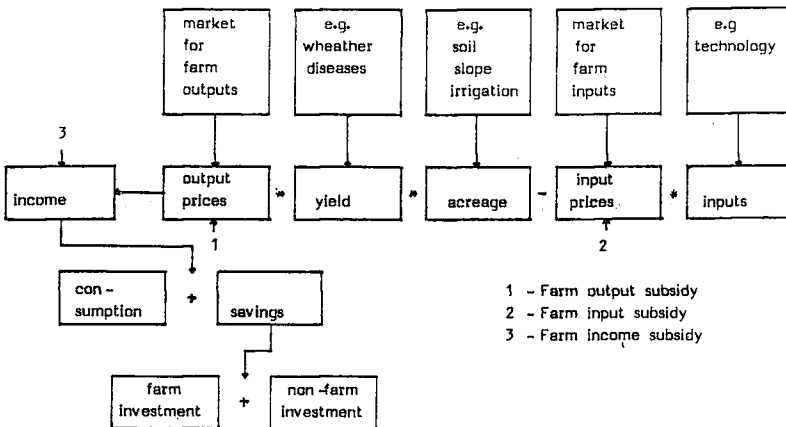 market
for
farm
outputs
e.g.
wheather
diseases
e.g.
soil
slope
irrigation
market
for
farm
inputs
e.g
technology
3
income
output
prices
*
yield
*
acreage
-
input
prices
*
inputs
1
2
con -
sumption
+
savings
1 - Farm output subsidy
2 - Farm input subsidy
3 - Farm income subsidy
farm
investment
+
non -farm
investment